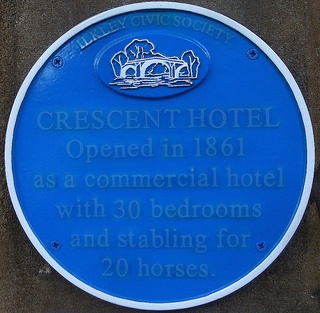 ILKLEY CIVIC SOCIETY
CRESCENT HOTEL
Opened in 1861
as a commercial hotel
with 30 bedrooms
and stabling for
20 horses.